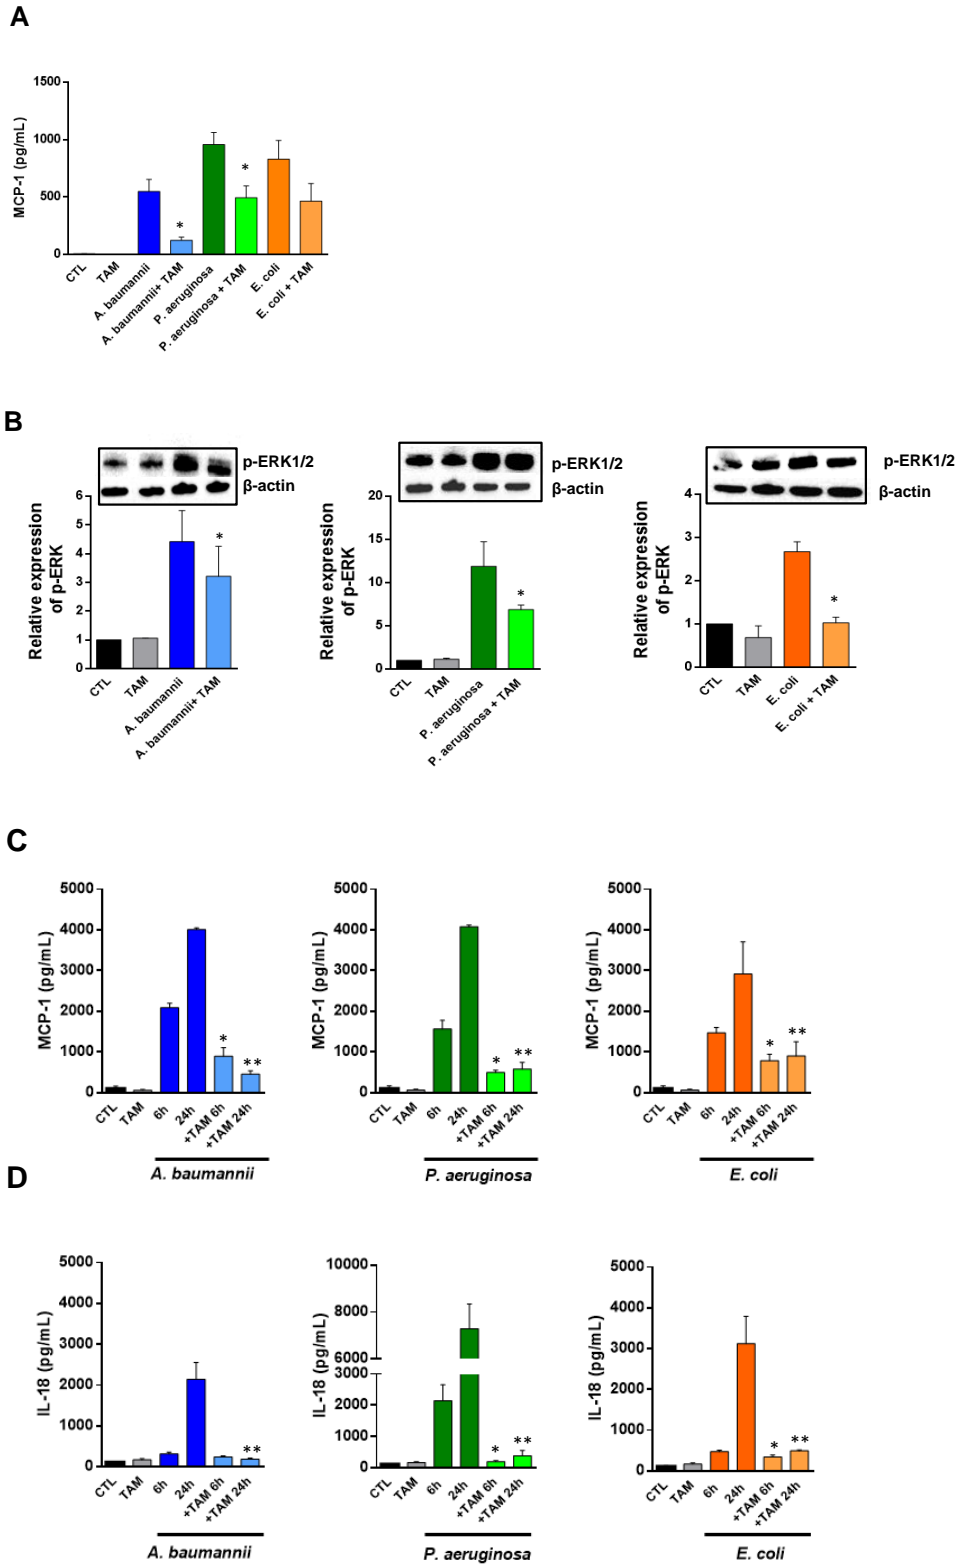 A
1500
1000
500
0
MCP-1 (pg/mL)
*
*
CTL
TAM
A. baumannii
A. baumannii+ TAM
P. aeruginosa
P. aeruginosa + TAM
E. coli
E. coli + TAM
B
p-ERK1/2
β-actin
6
5
4
3
2
1
0
Relative expression
of p-ERK
*
CTL
TAM
A. baumannii
A. baumannii+ TAM
p-ERK1/2
β-actin
20
15
10
5
0
Relative expression
of p-ERK
*
CTL
TAM
P. aeruginosa
P. aeruginosa + TAM
p-ERK1/2
β-actin
4
3
2
1
0
Relative expression
of p-ERK
*
CTL
TAM
E. coli
E. coli + TAM
C
5000
4000
3000
2000
1000
0
MCP-1 (pg/mL)
*
**
CTL
TAM
6h
24h
+TAM 6h
+TAM 24h
A. baumannii
5000
4000
3000
2000
1000
0
MCP-1 (pg/mL)
*
**
CTL
TAM
6h
24h
+TAM 6h
+TAM 24h
P. aeruginosa
5000
4000
3000
2000
1000
0
MCP-1 (pg/mL)
*
**
CTL
TAM
6h
24h
+TAM 6h
+TAM 24h
E. coli
D
5000
4000
3000
2000
1000
0
IL-18 (pg/mL)
**
CTL
TAM
6h
24h
+TAM 6h
+TAM 24h
A. baumannii
10000
8000
6000
3000
2000
1000
0
IL-18 (pg/mL)
*
**
CTL
TAM
6h
24h
+TAM 6h
+TAM 24h
P. aeruginosa
5000
4000
3000
2000
1000
0
IL-18 (pg/mL)
*
**
CTL
TAM
6h
24h
+TAM 6h
+TAM 24h
E. coli